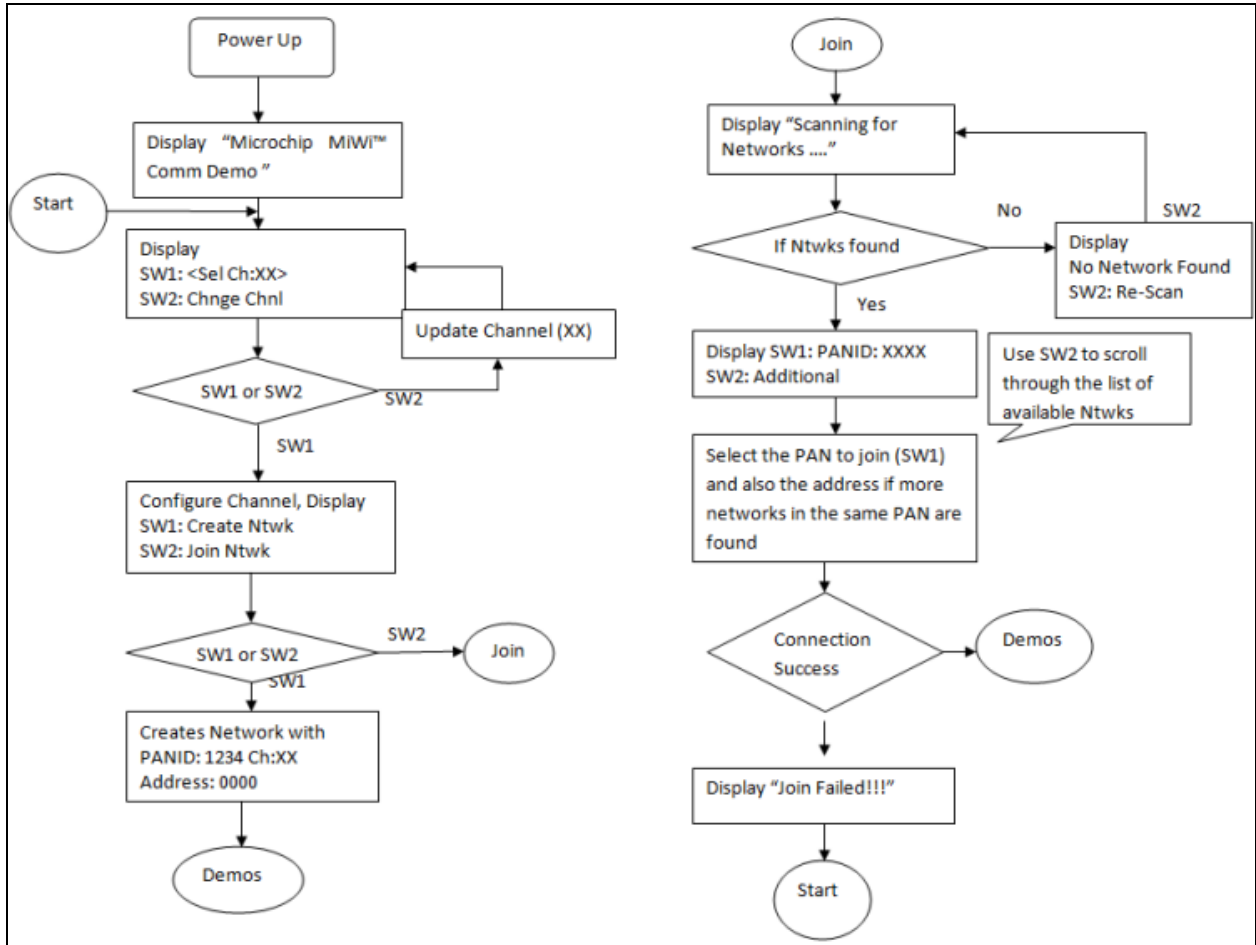 Power Up
Display “Microchip MiWi™
Comm Demo ”
Start
Display
SW1: <Sel Ch:XX>
SW2: Chnge Chnl
Update Channel (XX)
SW1 or SW2
SW2
SW1
Configure Channel, Display
SW1: Create Ntwk
SW2: Join Ntwk
SW1 or SW2
SW2
Join
SW1
Creates Network with
PANID: 1234 Ch:XX
Address: 0000
Demos
Join
Display “Scanning for
Networks ....”
If Ntwks found
No
SW2
Display
No Network Found
SW2: Re-Scan
Yes
Display SW1: PANID: XXXX
SW2: Additional
Use SW2 to scroll
through the list of
available Ntwks
Select the PAN to join (SW1)
and also the address if more
networks in the same PAN are
found
Connection
Success
Demos
Display “Join Failed!!!”
Start